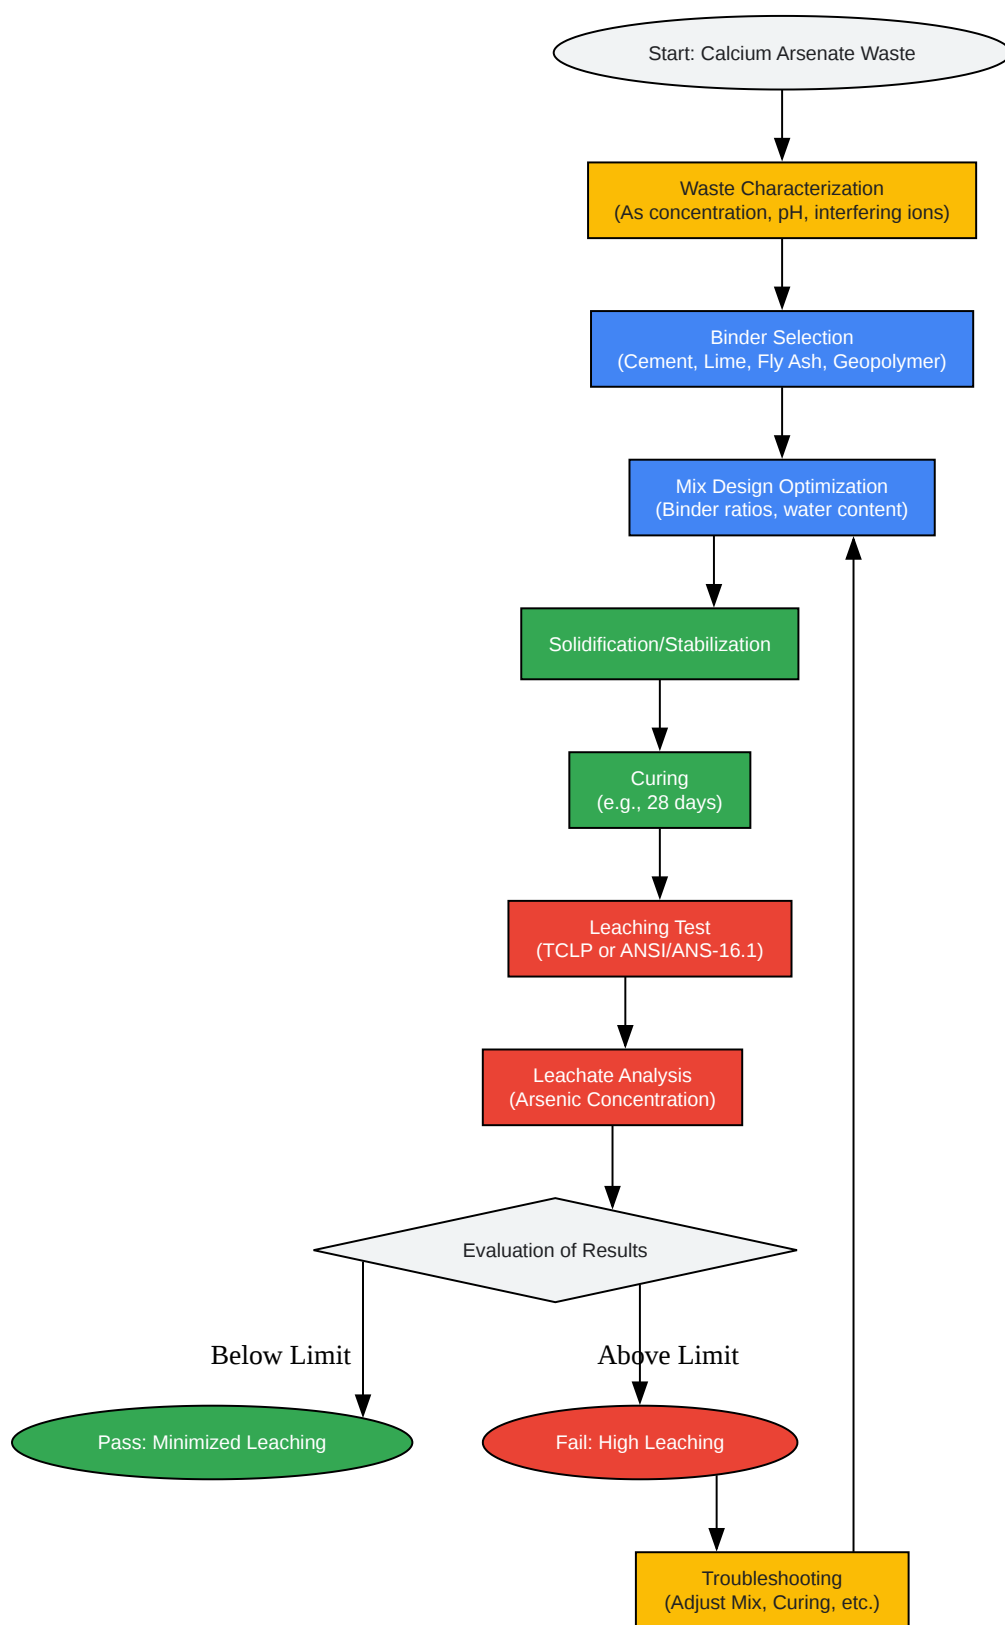 Start: Calcium Arsenate Waste
Waste Characterization
(As concentration, pH, interfering ions)
Binder Selection
(Cement, Lime, Fly Ash, Geopolymer)
Mix Design Optimization
(Binder ratios, water content)
Solidification/Stabilization
Curing
(e.g., 28 days)
Leaching Test
(TCLP or ANSI/ANS-16.1)
Leachate Analysis
(Arsenic Concentration)
Evaluation of Results
Below Limit
Above Limit
Pass: Minimized Leaching
Fail: High Leaching
Troubleshooting
(Adjust Mix, Curing, etc.)